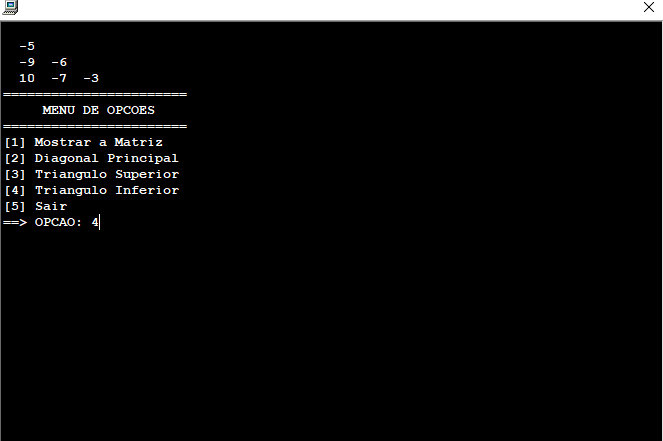 -5
-9 -6
10 -7 -3
=======================
MENU DE OPCOES
=======================
[1] Mostrar a Matriz
[2] Diagonal Principal
[3] Triangulo Superior
[4] Triangulo Inferior
[5] Sair
==> OPCAO: 4